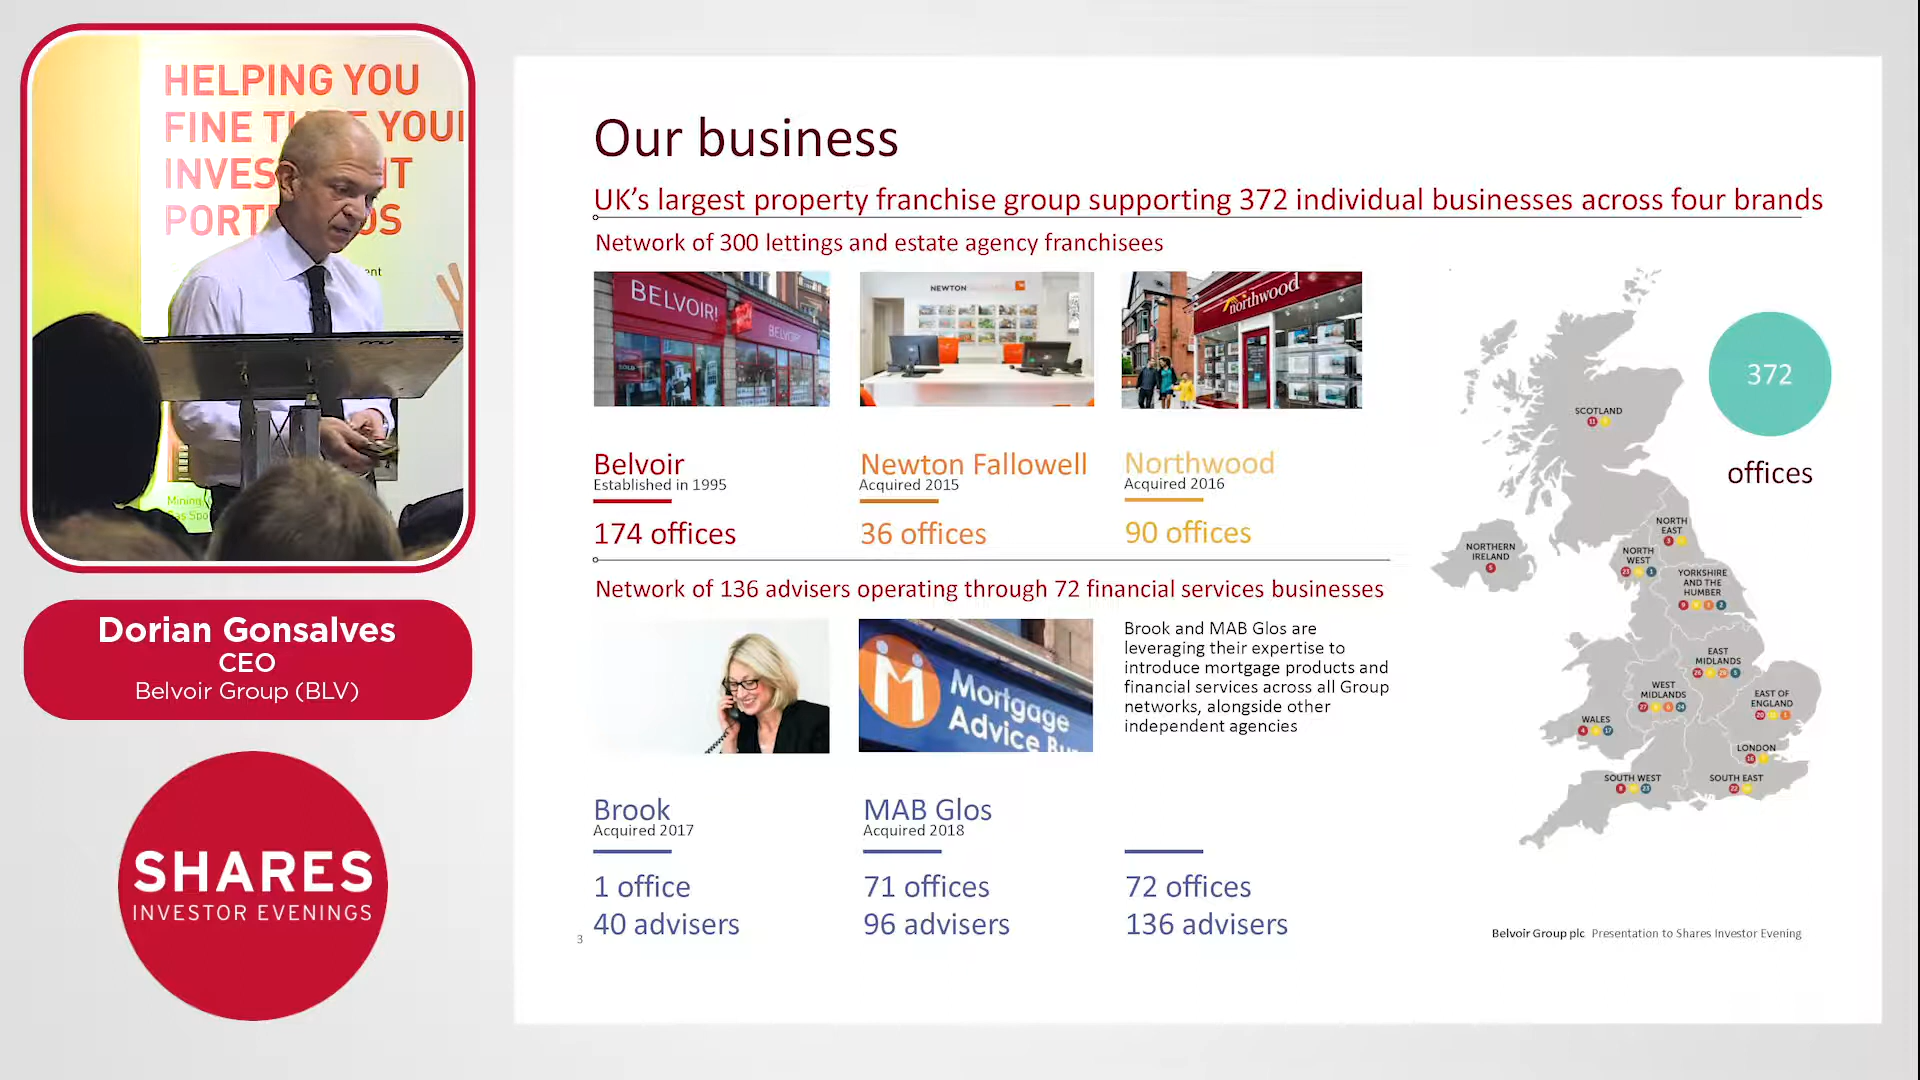 HELPING YOU
FINE YOU
INVES
PORT OS
Mining,
Dorian Gonsalves
CEO
Belvoir Group (BLV)
SHARES
INVESTOR EVENINGS
Our business
UK's largest property franchise group supporting 372 individual businesses across four brands
Network of 300 lettings and estate agency franchisees
BELVOIR!
BELVOIR!
SOLD
NEWTON
northwood
Belvoir
Established in 1995
174 offices
Newton Fallowell
Acquired 2015
36 offices
Northwood
Acquired 2016
90 offices
Network of 136 advisers operating through 72 financial services businesses
Mortgage
Advice Bu
Brook and MAB Glos are
leveraging their expertise to
introduce mortgage products and
financial services across all Group
networks, alongside other
independent agencies
Brook
Acquired 2017
1 office
40 advisers
MAB Glos
Acquired 2018
71 offices
96 advisers
72 offices
136 advisers
372
offices
SCOTLAND
NORTHERN
IRELAND
NORTH
EAST
NORTH
WEST
YORKSHIRE
AND THE
HUMBER
EAST
MIDLANDS
WEST
MIDLANDS
EAST OF
ENGLAND
WALES
LONDON
SOUTH WEST
SOUTH EAST
3
Belvoir Group plc Presentation to Shares Investor Evening